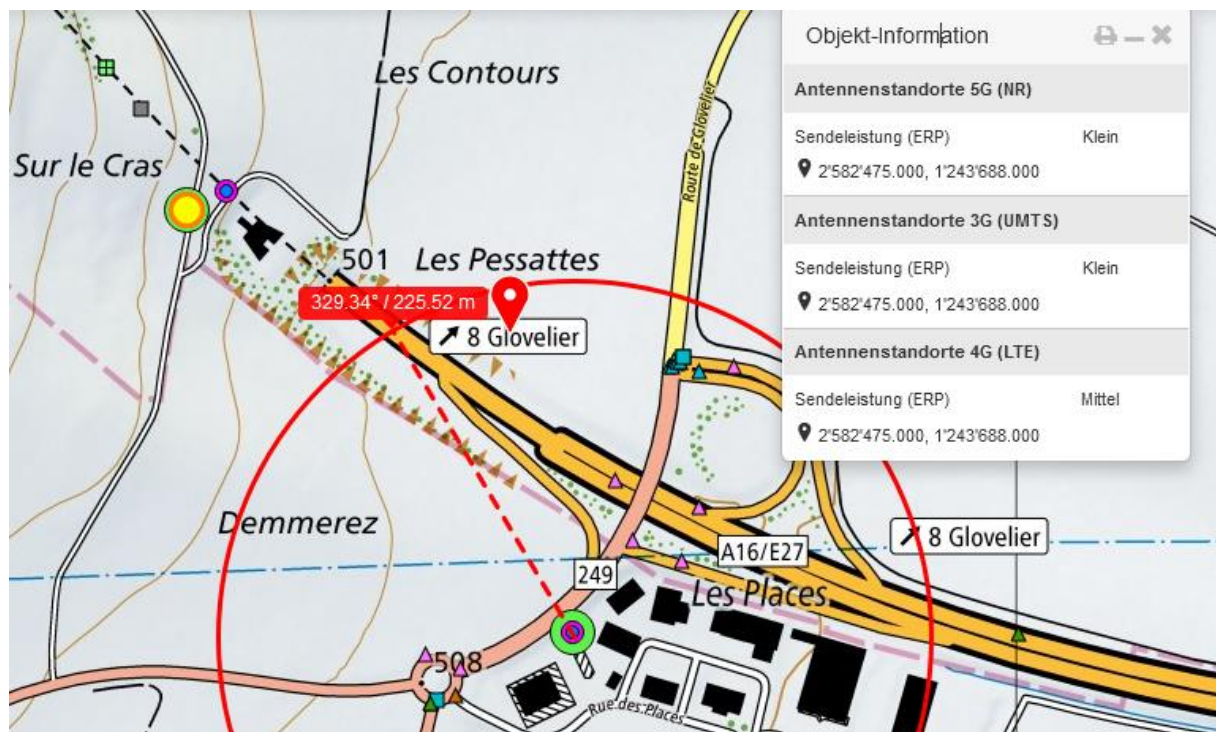 Objekt-Information
Antennenstandorte 5G (NR)
Sendeleistung (ERP) Klein
2'582'475.000, 1'243'688.000
Antennenstandorte 3G (UMTS)
Sendeleistung (ERP) Klein
2'582'475.000, 1'243'688.000
Antennenstandorte 4G (LTE)
Sendeleistung (ERP) Mittel
2'582'475.000, 1'243'688.000
Les Contours
Route de Glovelier
Sur le Cras
501
Les Pessattes
329.34° / 225.52 m
8 Glovelier
Demmerez
8 Glovelier
A16/E27
249
Les Places
508
Rue des Places